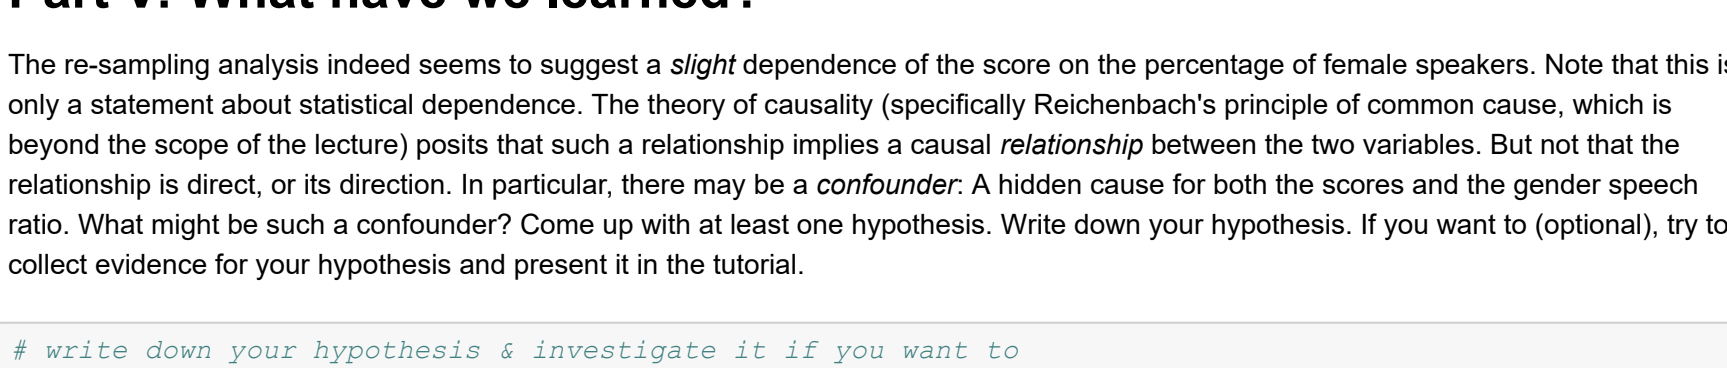 Part V: What have we learned?
The re-sampling analysis indeed seems to suggest a slight dependence of the score on the percentage of female speakers. Note that this is
only a statement about statistical dependence. The theory of causality (specifically Reichenbach's principle of common cause, which is
beyond the scope of the lecture) posits that such a relationship implies a causal relationship between the two variables. But not that the
relationship is direct, or its direction. In particular, there may be a confounder: A hidden cause for both the scores and the gender speech
ratio. What might be such a confounder? Come up with at least one hypothesis. Write down your hypothesis. If you want to (optional), try to
collect evidence for your hypothesis and present it in the tutorial.
# write down your hypothesis & investigate it if you want to